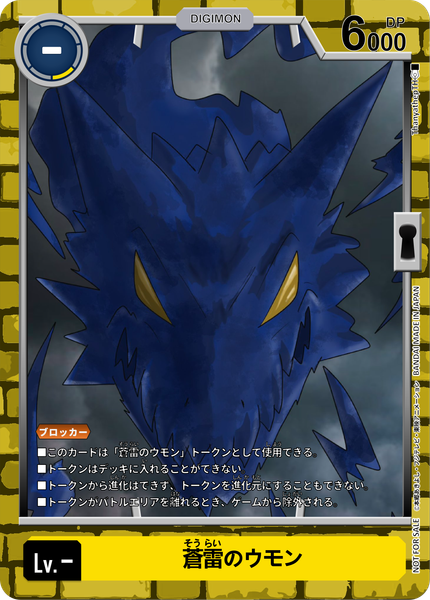 DIGIMON
DP
6000
ブロッカー
■このカードは「蒼雷のウモン」トークンとして使用できる。
■トークンはデッキに入れることができない。
■トークンから進化はできず、トークンを進化元にすることもできない。
■トークンがバトルエリアを離れるとき、ゲームから除外される。
Lv.-
そうらい
蒼雷のウモン
BANDAI MADE IN JAPAN
NOT FOR SALE